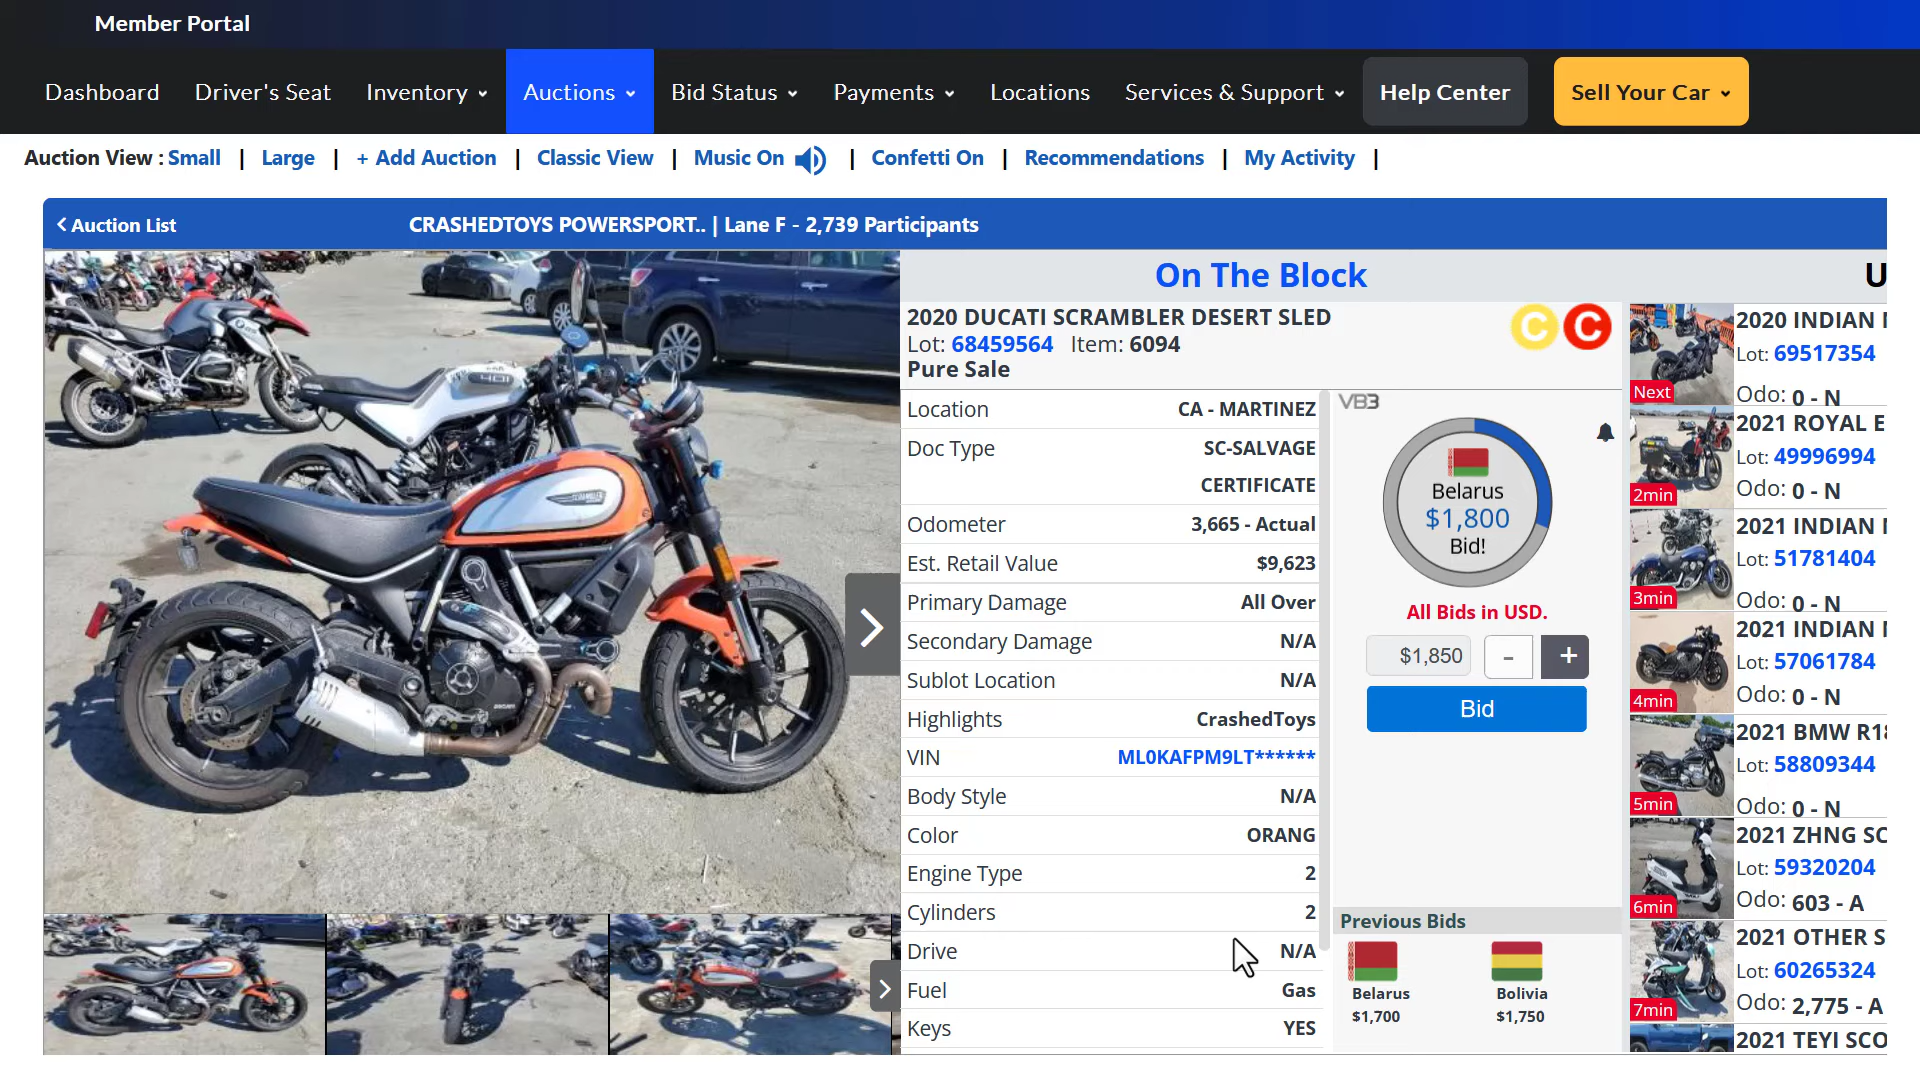 Member Portal
Dashboard Driver's Seat Inventory Auctions Bid Status Payments Locations Services & Support Help Center Sell Your Car
Auction View : Small | Large | + Add Auction | Classic View | Music On | Confetti On | Recommendations | My Activity |
Auction List CRASHEDTOYS POWERSPORT.. | Lane F - 2,739 Participants
On The Block
U
2020 DUCATI SCRAMBLER DESERT SLED
Lot: 68459564 Item: 6094
Pure Sale
C C
Location CA - MARTINEZ
Doc Type SC-SALVAGE
CERTIFICATE
Odometer 3,665 - Actual
Est. Retail Value $9,623
Primary Damage All Over
Secondary Damage N/A
Sublot Location N/A
Highlights CrashedToys
VIN ML0KAFPM9LT******
Body Style N/A
Color ORANG
Engine Type 2
Cylinders 2
Drive N/A
Fuel Gas
Keys YES
VB3
Belarus
$1,800
Bid!
All Bids in USD.
$1,850 - +
Bid
Previous Bids
Belarus
$1,700
Bolivia
$1,750
2020 INDIAN
Lot: 69517354
Odo: 0 - N
Next
2021 ROYAL E
Lot: 49996994
Odo: 0 - N
2min
2021 INDIAN
Lot: 51781404
Odo: 0 - N
3min
2021 INDIAN
Lot: 57061784
Odo: 0 - N
4min
2021 BMW R18
Lot: 58809344
Odo: 0 - N
5min
2021 ZHNG SC
Lot: 59320204
Odo: 603 - A
6min
2021 OTHER S
Lot: 60265324
Odo: 2,775 - A
7min
2021 TEYI SCO
401
SCRAMBLER